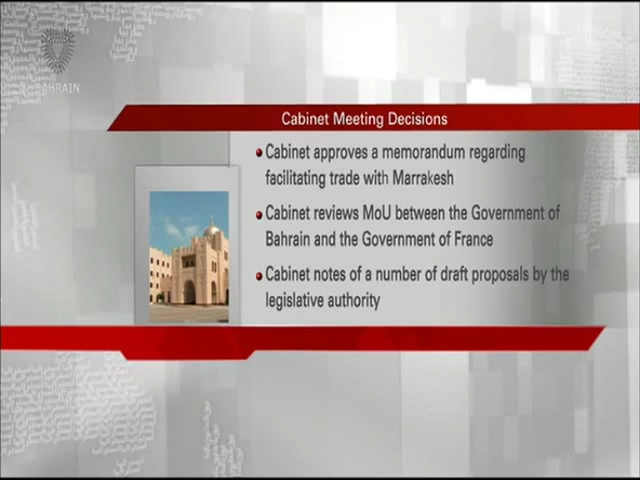 BAHRAIN
Cabinet Meeting Decisions
Cabinet approves a memorandum regarding
facilitating trade with Marrakesh
Cabinet reviews MoU between the Government of
Bahrain and the Government of France
Cabinet notes of a number of draft proposals by the
legislative authority